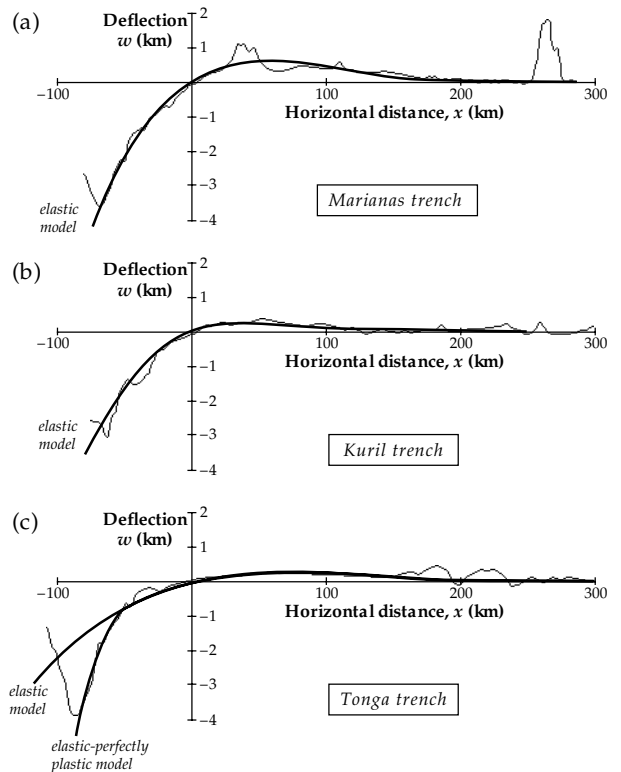 (a)
Deflection
w (km)
2
1
−100
100
200
300
Horizontal distance, x (km)
−1
−2
−3
−4
elastic
model
Marianas trench
(b)
Deflection
w (km)
2
1
−100
100
200
300
Horizontal distance, x (km)
−1
−2
−3
−4
elastic
model
Kuril trench
(c)
Deflection
w (km)
2
1
−100
100
200
300
Horizontal distance, x (km)
−1
−2
−3
−4
elastic
model
elastic-perfectly
plastic model
Tonga trench